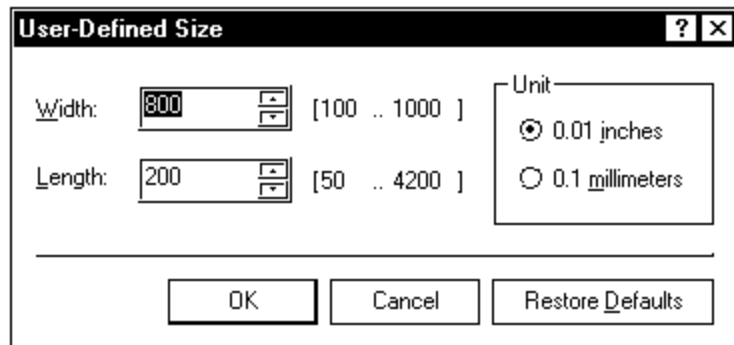 User-Defined Size
Width: 800 [100 .. 1000 ]
Length: 200 [50 .. 4200 ]
Unit
0.01 inches
0.1 millimeters
OK Cancel Restore Defaults